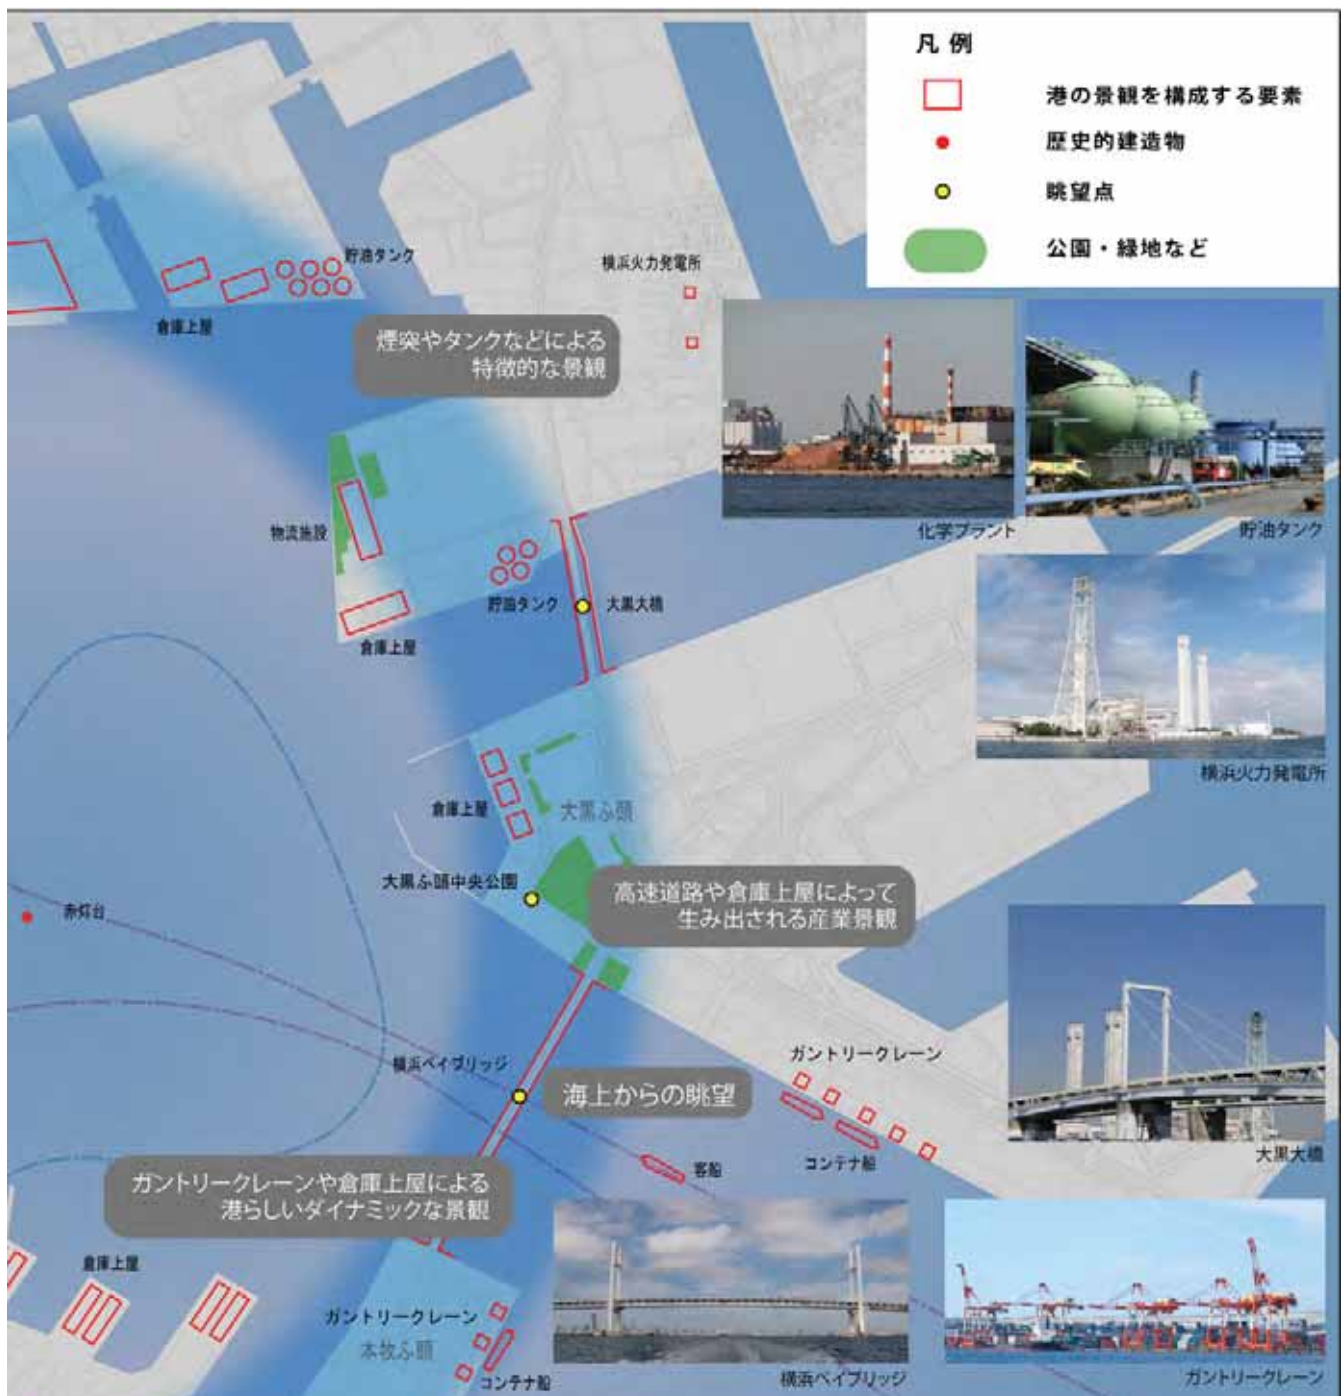 凡例
港の景観を構成する要素
歴史的建造物
眺望点
公園・緑地など
貯油タンク
横浜火力発電所
倉庫上屋
煙突やタンクなどによる
特徴的な景観
化学プラント
貯油タンク
物流施設
貯油タンク
大黒大橋
倉庫上屋
横浜火力発電所
倉庫上屋
大黒ふ頭
大黒ふ頭中央公園
高速道路や倉庫上屋によって
生み出される産業景観
赤灯台
ガントリークレーン
横浜ベイブリッジ
海上からの眺望
コンテナ船
大黒大橋
客船
ガントリークレーンや倉庫上屋による
港らしいダイナミックな景観
倉庫上屋
ガントリークレーン
本牧ふ頭
コンテナ船
横浜ベイブリッジ
ガントリークレーン